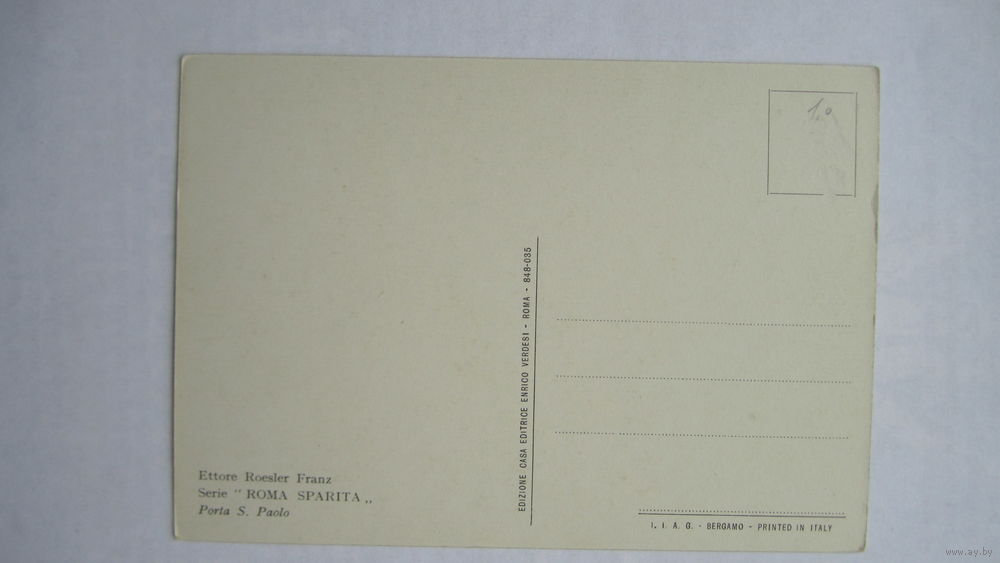 1,0
Ettore Roesler Franz
Serie " ROMA SPARITA „
Porta S. Paolo
EDIZIONE CASA EDITRICE ENRICO VERDESI - ROMA - 848-035
I. I. A. G. - BERGAMO - PRINTED IN ITALY
www.ay.by